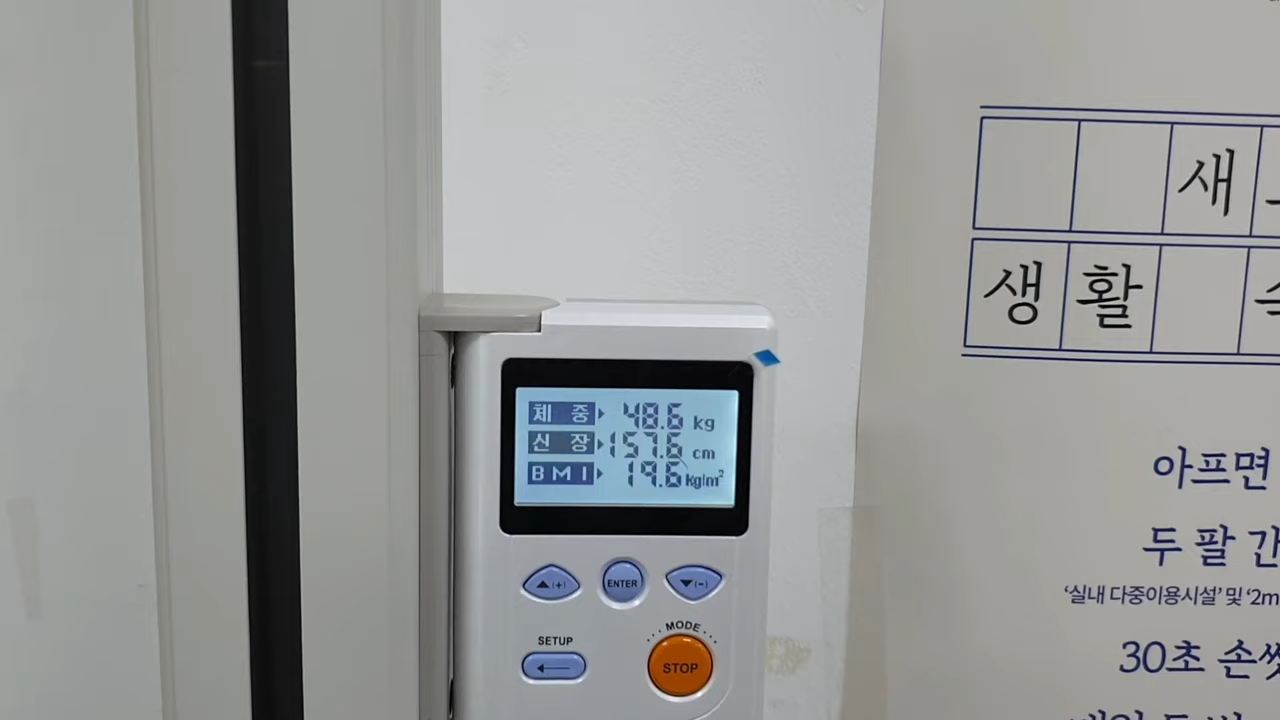 체 중 48.6 kg
신 장 157.6 cm
BMI 19.6 kg/m²
(+) ENTER (-)
SETUP
MODE
STOP
새
생 활
아프면
두 팔 간
'실내 다중이용시설' 및 '2m
30초 손씻